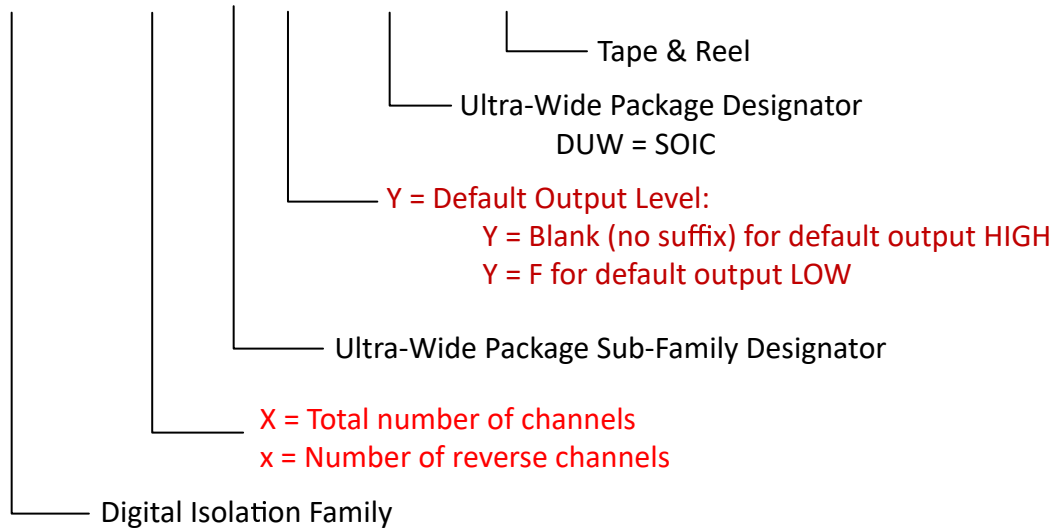 Tape & Reel
Ultra-Wide Package Designator
DUW = SOIC
Y = Default Output Level:
Y = Blank (no suffix) for default output HIGH
Y = F for default output LOW
Ultra-Wide Package Sub-Family Designator
X = Total number of channels
x = Number of reverse channels
Digital Isolation Family